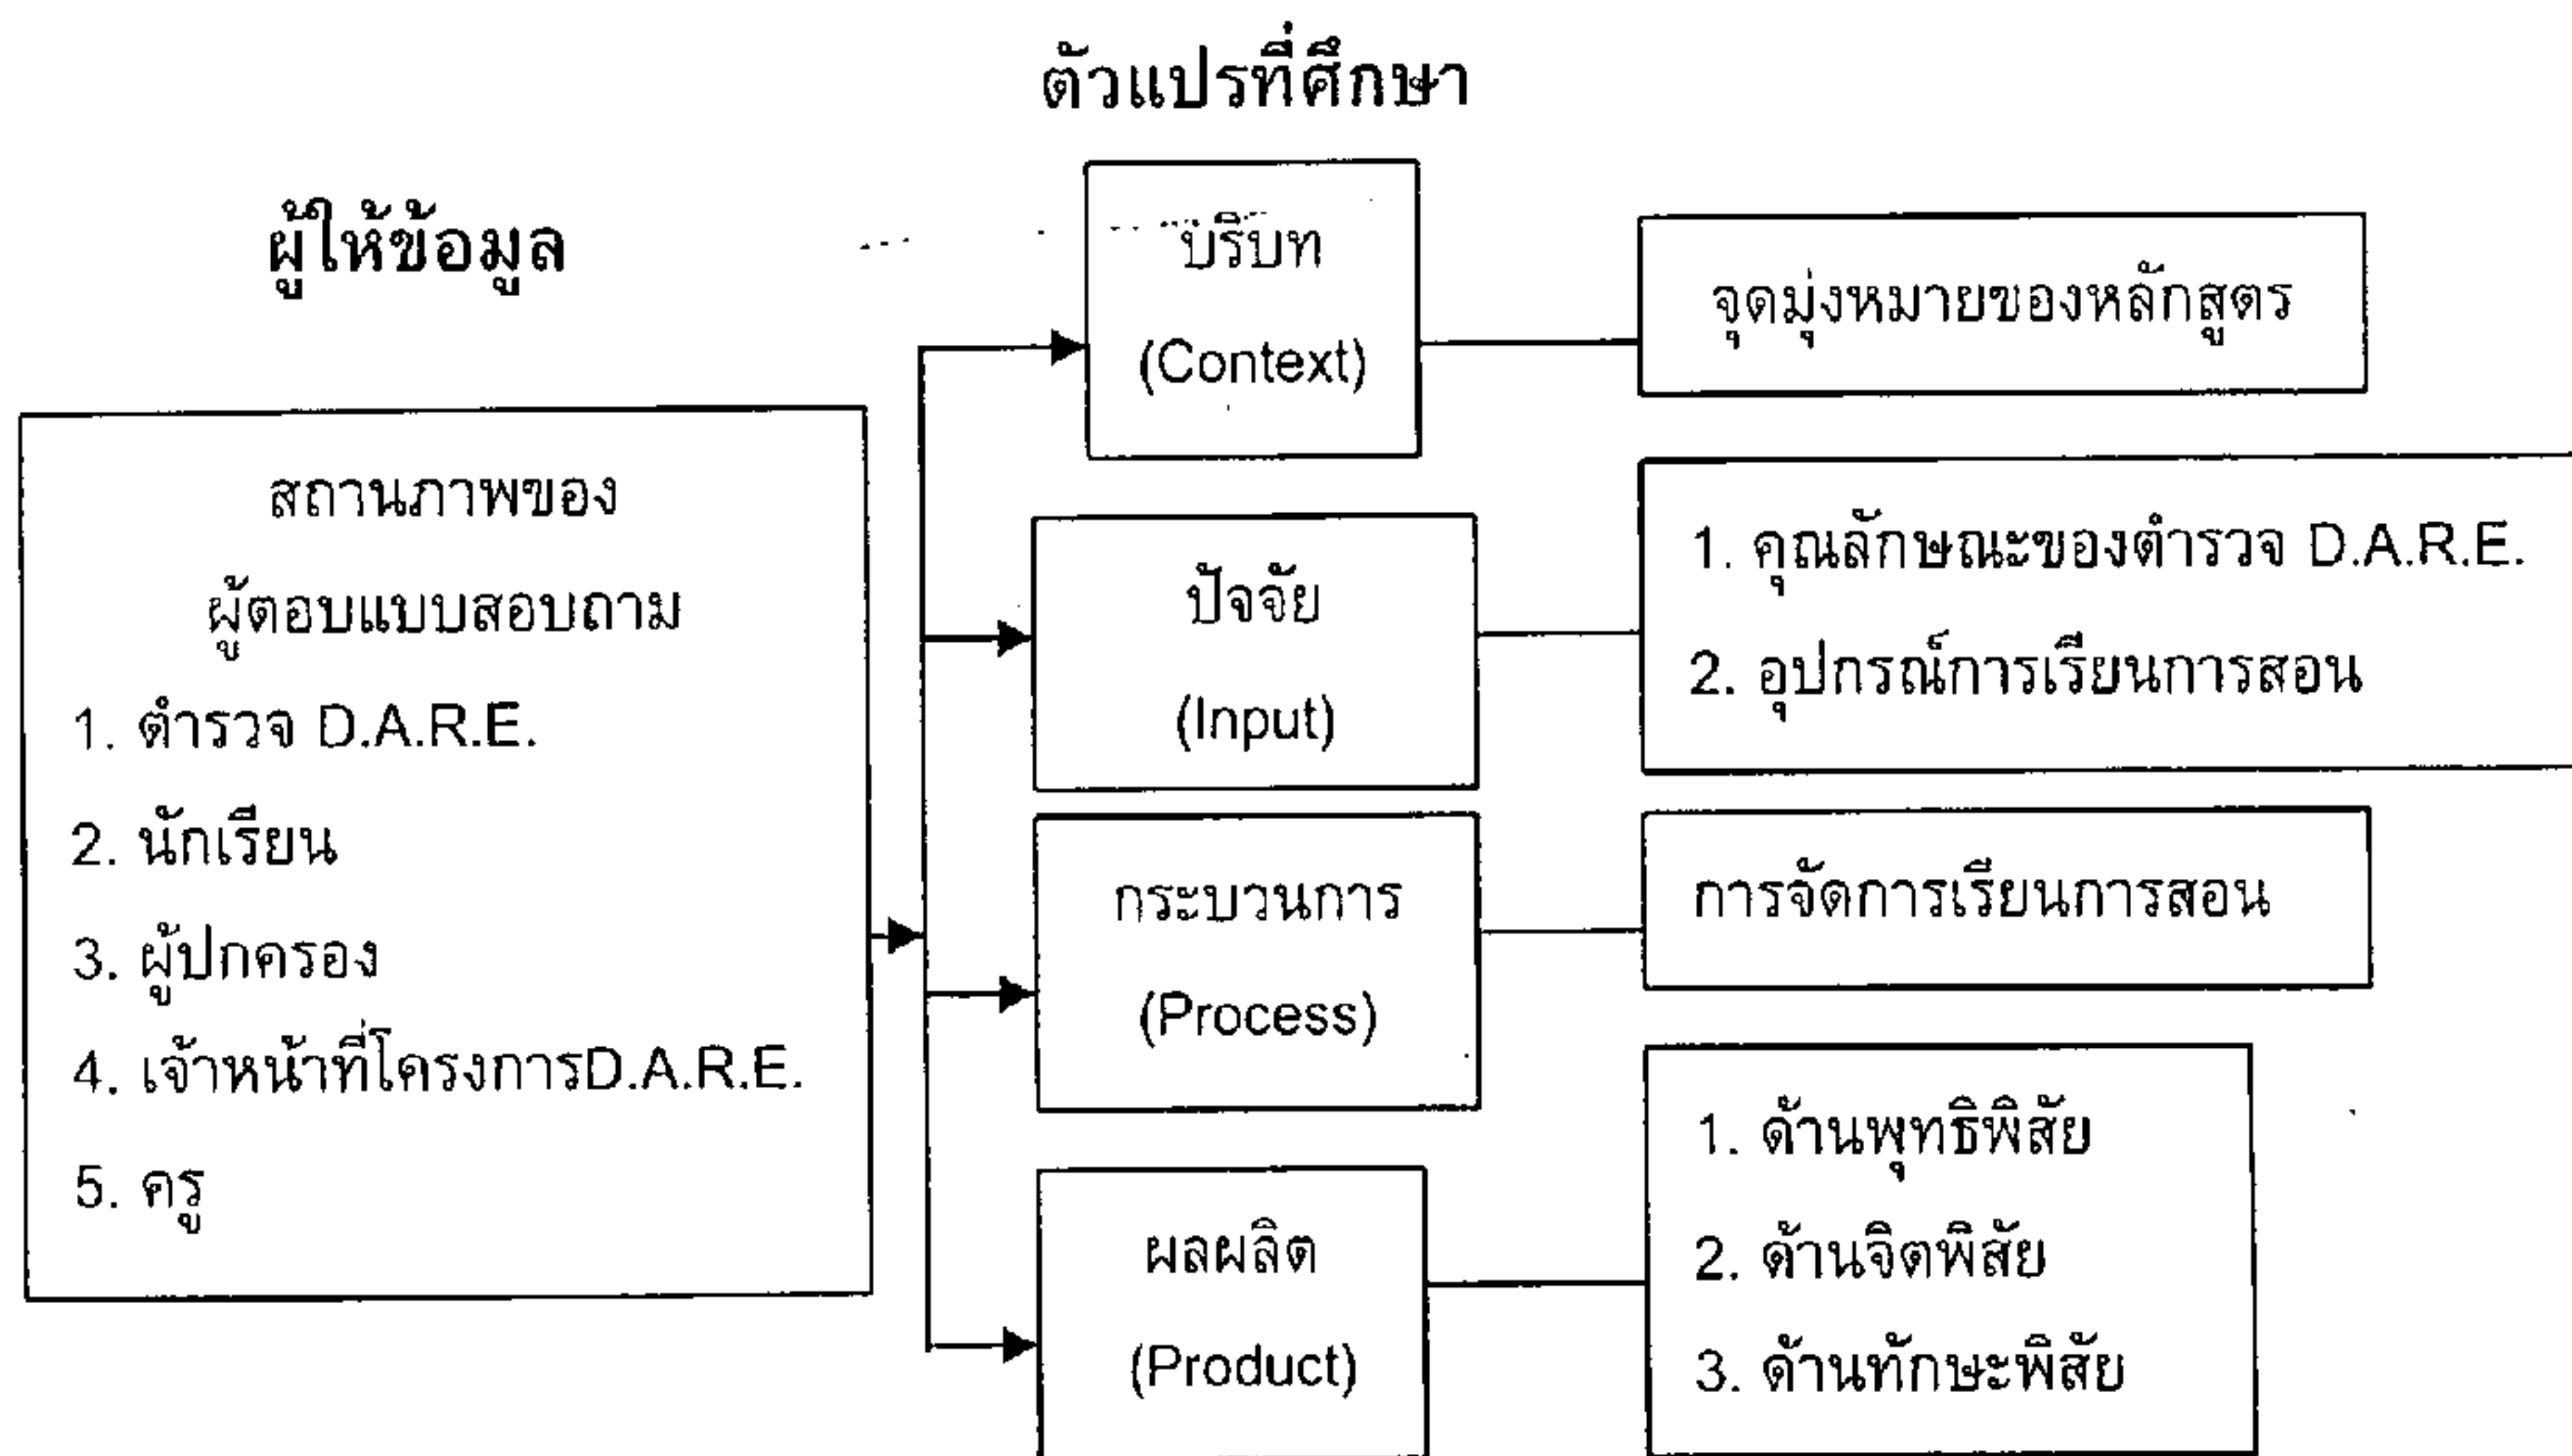 ตัวแปรที่ศึกษา
ผู้ให้ข้อมูล
สถานภาพของ
ผู้ตอบแบบสอบถาม
1. ตำรวจ D.A.R.E.
2. นักเรียน
3. ผู้ปกครอง
4. เจ้าหน้าที่โครงการD.A.R.E.
5. ครู
บริบท
(Context)
จุดมุ่งหมายของหลักสูตร
ปัจจัย
(Input)
1. คุณลักษณะของตำรวจ D.A.R.E.
2. อุปกรณ์การเรียนการสอน
กระบวนการ
(Process)
การจัดการเรียนการสอน
ผลผลิต
(Product)
1. ด้านพุทธิพิสัย
2. ด้านจิตพิสัย
3. ด้านทักษะพิสัย